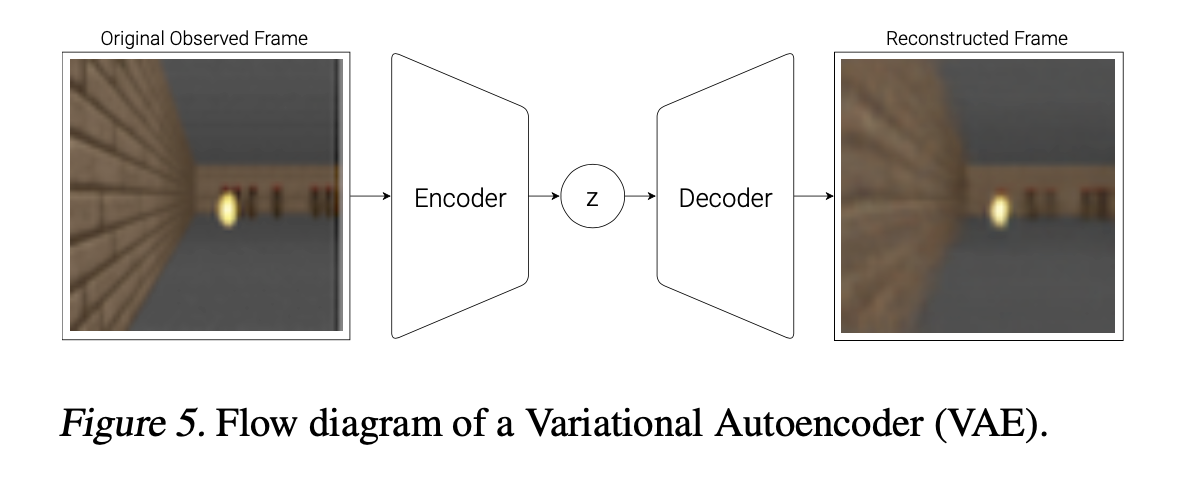 Original Observed Frame
Reconstructed Frame
Encoder
z
Decoder
Figure 5. Flow diagram of a Variational Autoencoder (VAE).